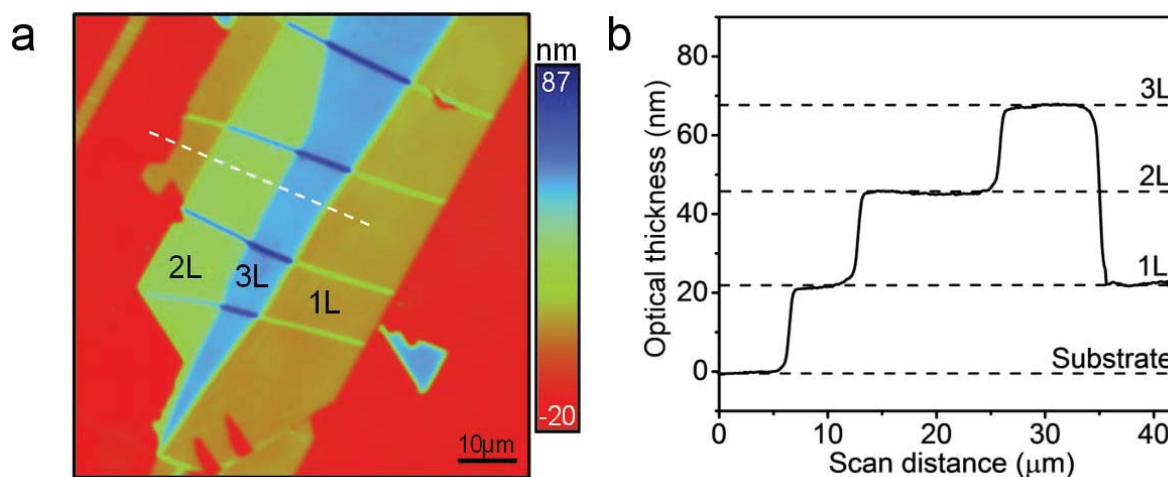 a
nm
87
-20
2L
3L
1L
10μm
b
Optical thickness (nm)
80
60
40
20
0
3L
2L
1L
Substrate
0
10
20
30
40
Scan distance (μm)